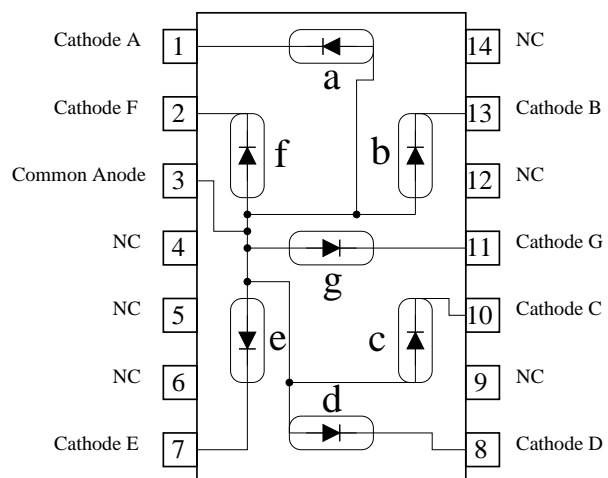 Cathode A 1 a 14 NC
Cathode F 2 f b 13 Cathode B
Common Anode 3 12 NC
NC 4 g 11 Cathode G
NC 5 e c 10 Cathode C
NC 6 d 9 NC
Cathode E 7 8 Cathode D